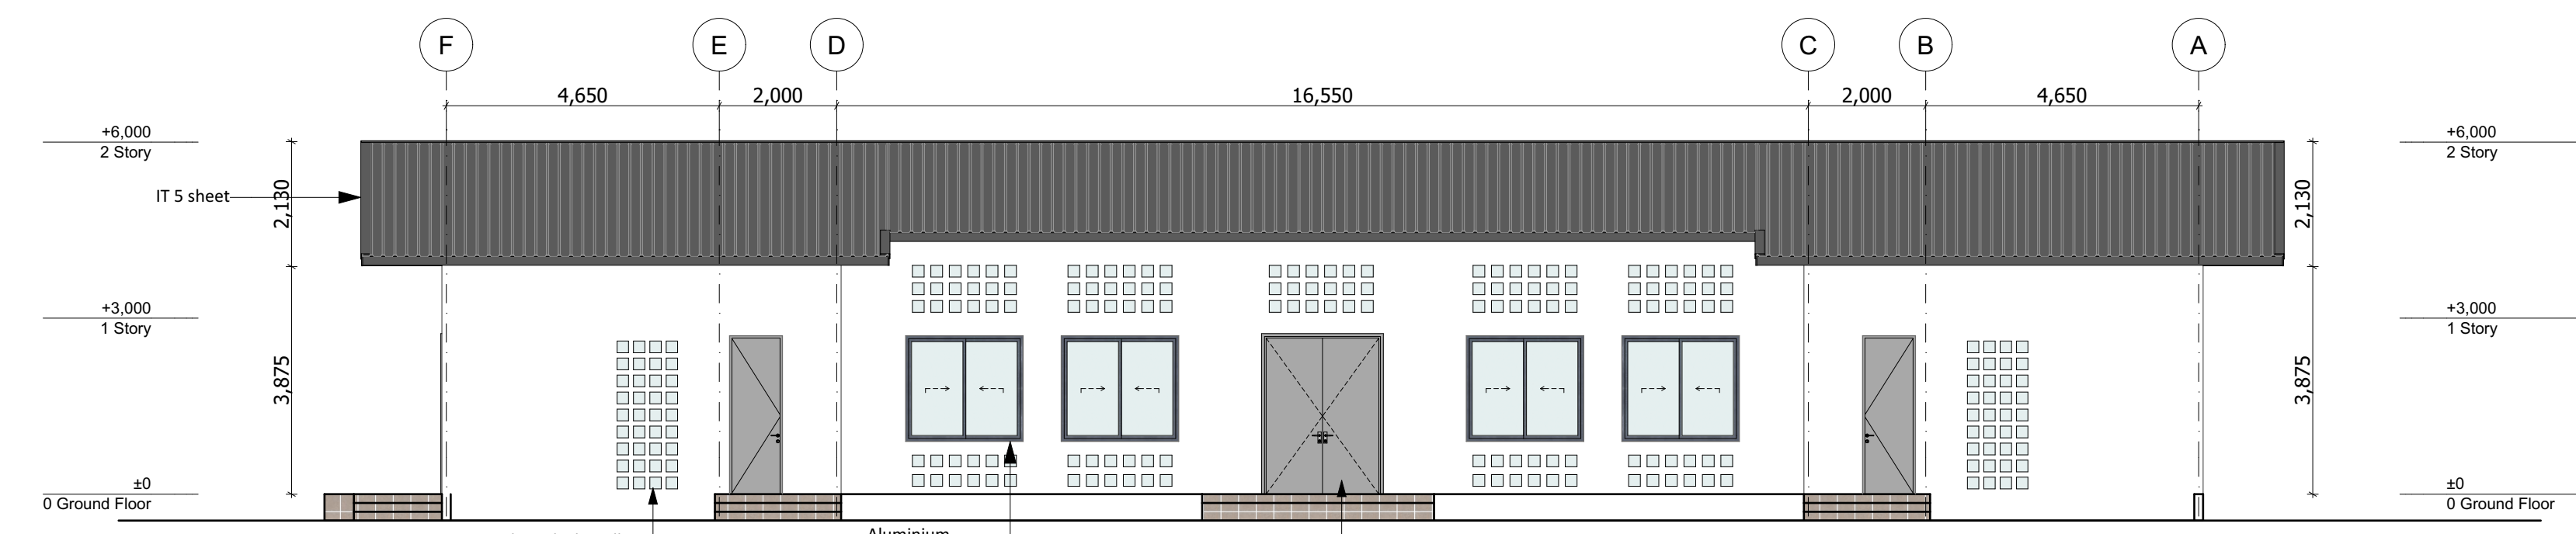 F E D C B A
4,650 2,000 16,550 2,000 4,650
+6,000
2 Story
+6,000
2 Story
IT 5 sheet
2,130
2,130
+3,000
1 Story
+3,000
1 Story
3,875
3,875
±0
0 Ground Floor
±0
0 Ground Floor
Aluminium